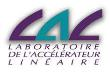 LAL
LABORATOIRE
DE L'ACCÉLÉRATEUR
LINÉAIRE